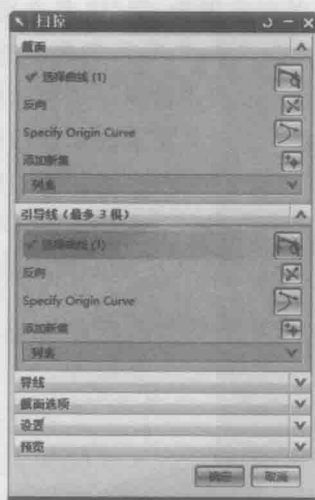 扫掠
截面
选择曲线 (1)
反向
Specify Origin Curve
添加新集
列表
引导线（最多 3 根）
选择曲线 (1)
反向
Specify Origin Curve
添加新集
列表
脊线
截面选项
设置
预览
确定 取消